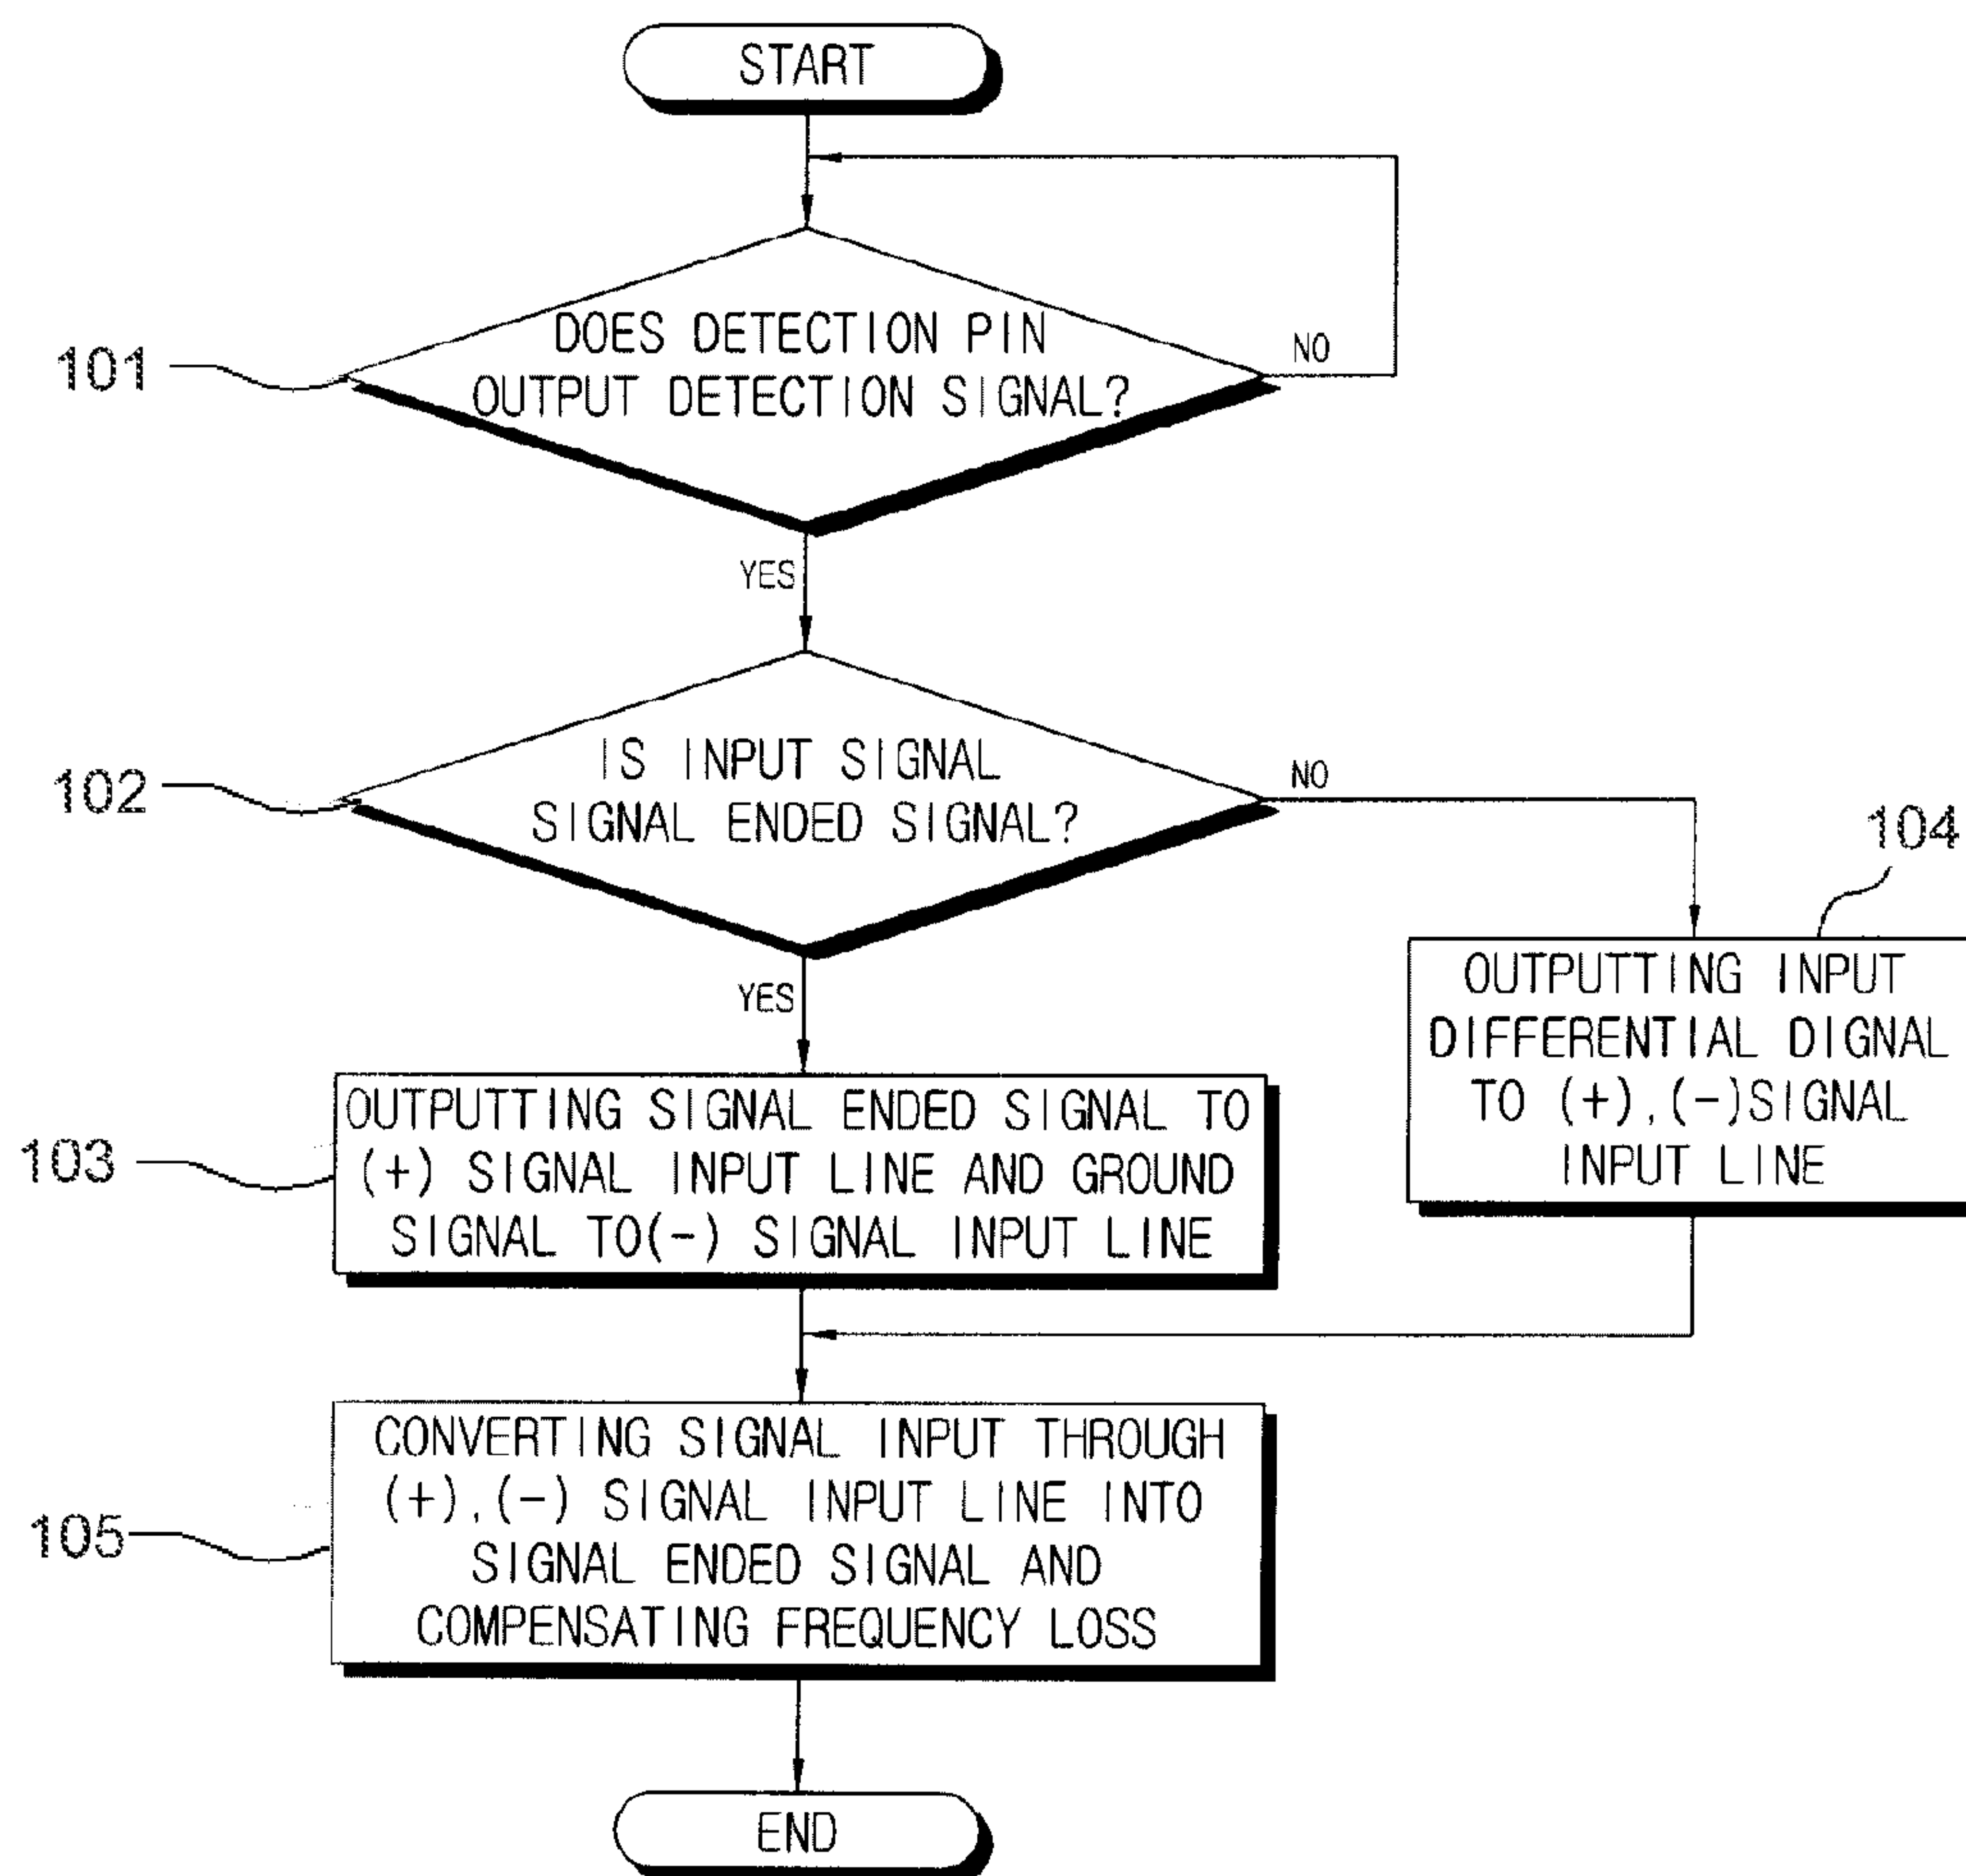 START
DOES DETECTION PIN
OUTPUT DETECTION SIGNAL?
NO
101
YES
IS INPUT SIGNAL
SIGNAL ENDED SIGNAL?
NO
102
104
YES
OUTPUTTING INPUT
DIFFERENTIAL DIGNAL
TO (+),(-)SIGNAL
INPUT LINE
OUTPUTTING SIGNAL ENDED SIGNAL TO
(+) SIGNAL INPUT LINE AND GROUND
SIGNAL TO(-) SIGNAL INPUT LINE
103
CONVERTING SIGNAL INPUT THROUGH
(+),(-) SIGNAL INPUT LINE INTO
SIGNAL ENDED SIGNAL AND
COMPENSATING FREQUENCY LOSS
105
END